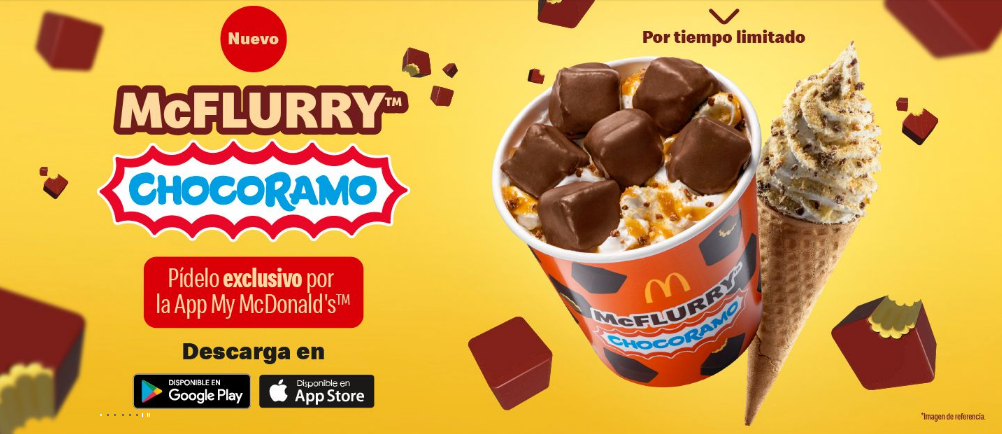 Nuevo
McFLURRY™
CHOCORAMO
Pídelo exclusivo por
la App My McDonald's™
Descarga en
DISPONIBLE EN
Google Play
Disponible en
App Store
Por tiempo limitado
McFLURRY™
CHOCORAMO
*Imagen de referencia.